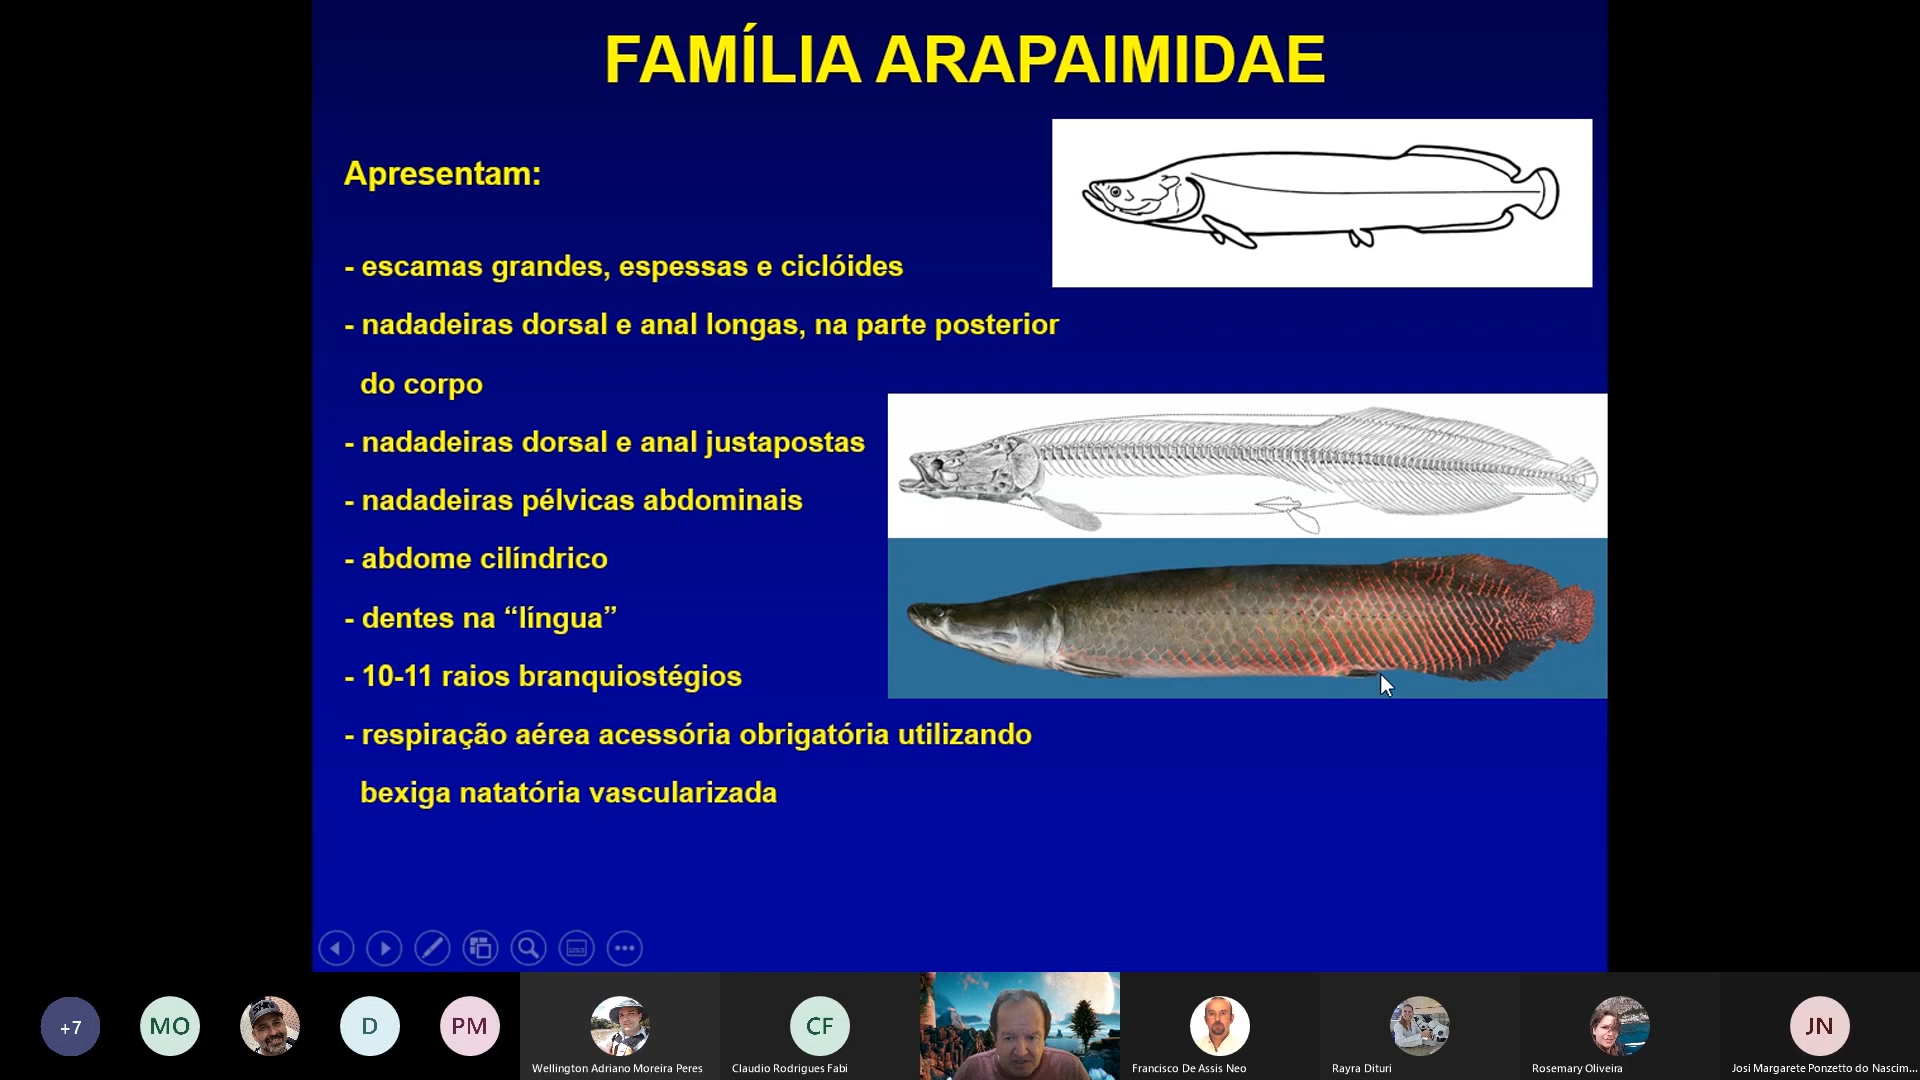 FAMÍLIA ARAPAIMIDAE
Apresentam:
- escamas grandes, espessas e ciclóides
- nadadeiras dorsal e anal longas, na parte posterior
do corpo
- nadadeiras dorsal e anal justapostas
- nadadeiras pélvicas abdominais
- abdome cilíndrico
- dentes na “língua”
- 10-11 raios branquiostégios
- respiração aérea acessória obrigatória utilizando
bexiga natatória vascularizada
+7
MO
D
PM
CF
JN
Wellington Adriano Moreira Peres
Claudio Rodrigues Fabi
Francisco De Assis Neo
Rayra Dituri
Rosemary Oliveira
Josi Margarete Ponzetto do Nascim...